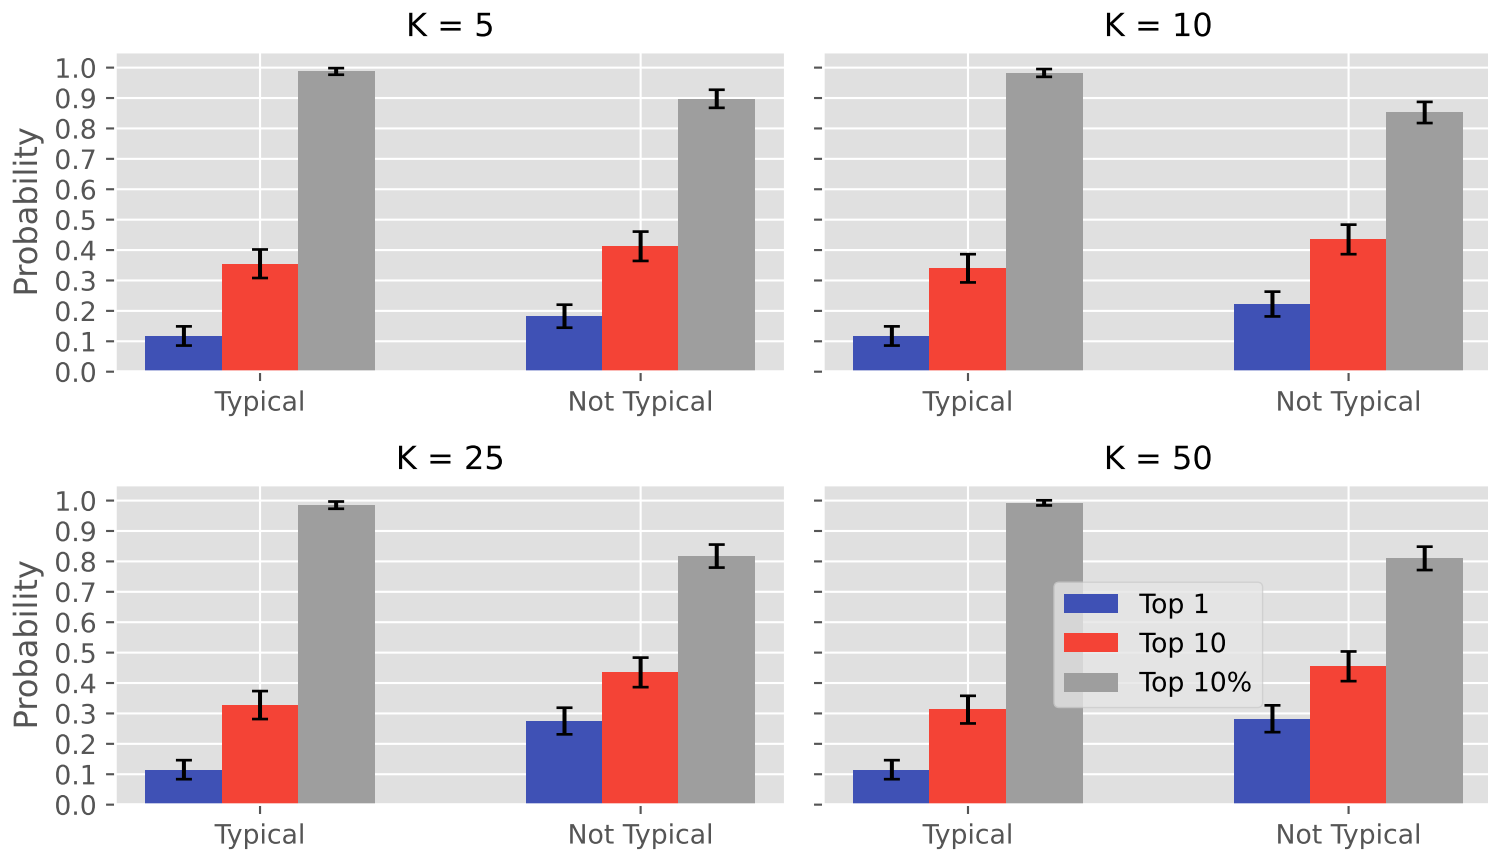 K = 5
K = 10
Probability
1.0
0.9
0.8
0.7
0.6
0.5
0.4
0.3
0.2
0.1
0.0
Typical
Not Typical
Typical
Not Typical
K = 25
K = 50
Probability
1.0
0.9
0.8
0.7
0.6
0.5
0.4
0.3
0.2
0.1
0.0
Top 1
Top 10
Top 10%
Typical
Not Typical
Typical
Not Typical